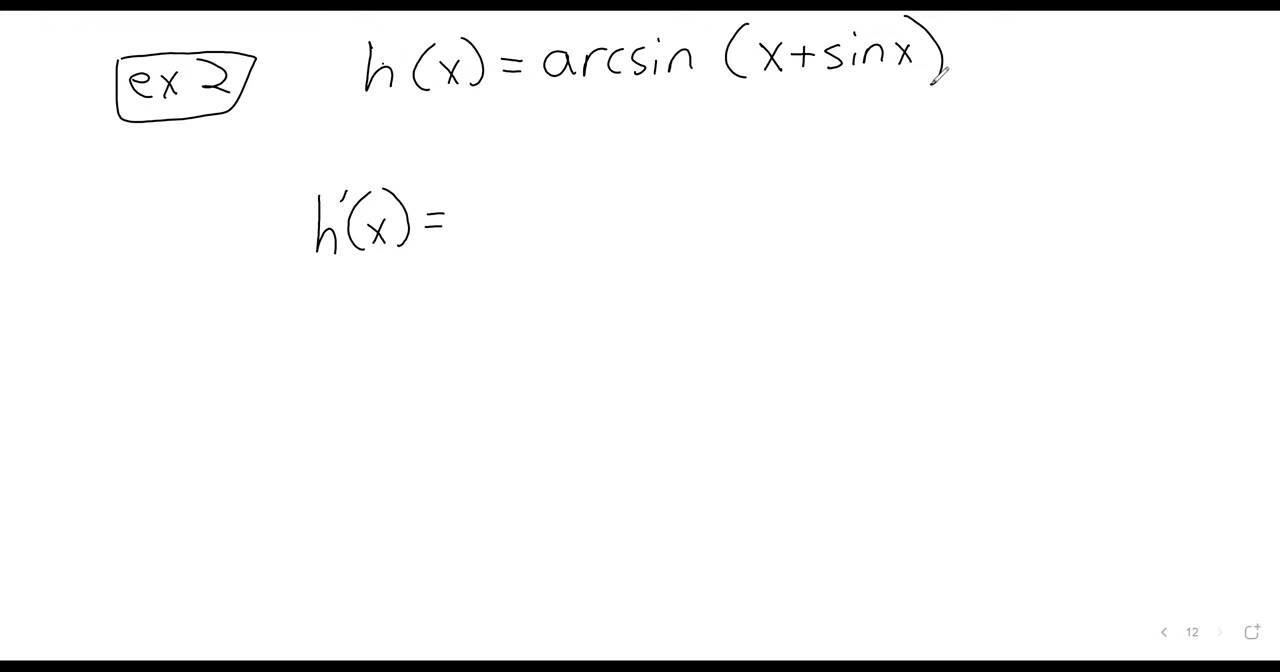 ex 2
h(x) = arcsin (x+sinx)
h'(x) =
12